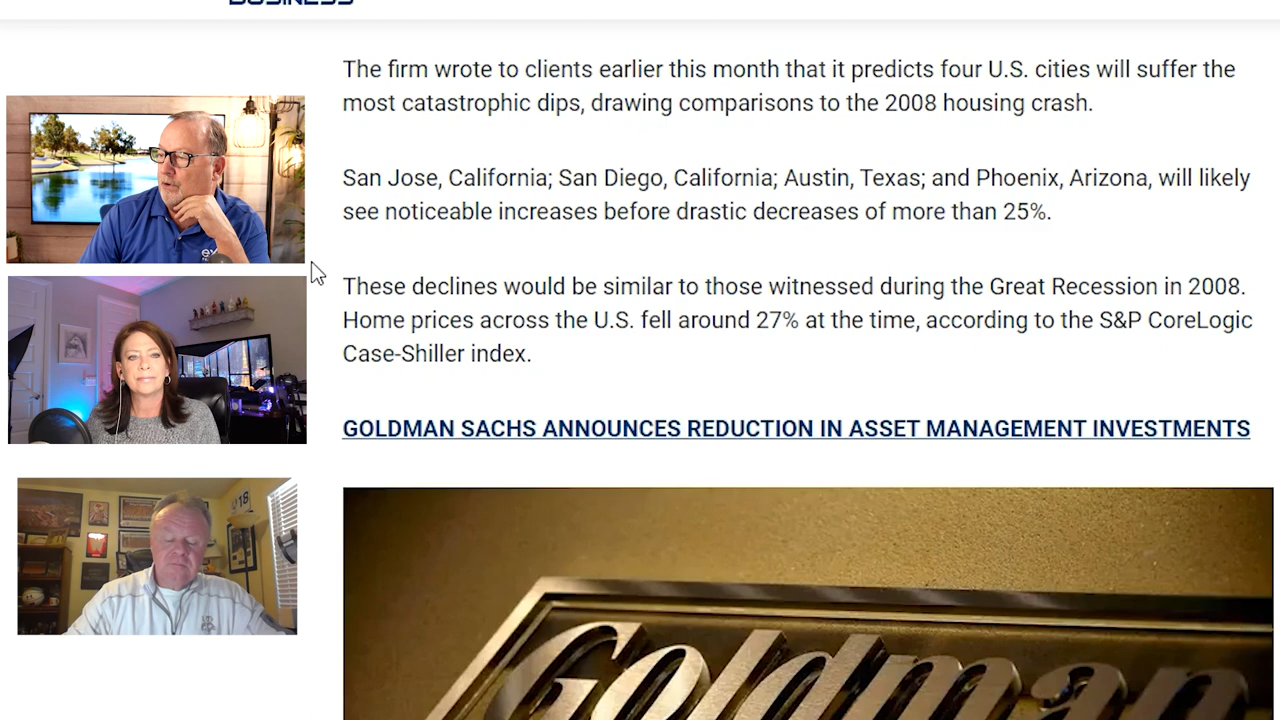 BUSINESS
The firm wrote to clients earlier this month that it predicts four U.S. cities will suffer the
most catastrophic dips, drawing comparisons to the 2008 housing crash.
San Jose, California; San Diego, California; Austin, Texas; and Phoenix, Arizona, will likely
see noticeable increases before drastic decreases of more than 25%.
These declines would be similar to those witnessed during the Great Recession in 2008.
Home prices across the U.S. fell around 27% at the time, according to the S&P CoreLogic
Case-Shiller index.
GOLDMAN SACHS ANNOUNCES REDUCTION IN ASSET MANAGEMENT INVESTMENTS
18
Goldman